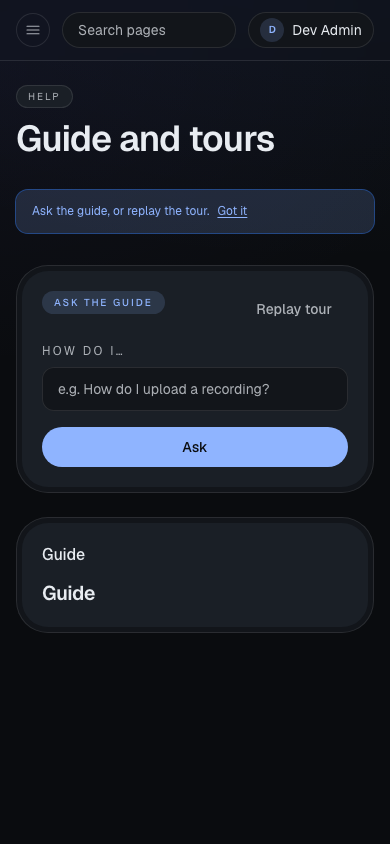 Search pages
D
Dev Admin
HELP
Guide and tours
Ask the guide, or replay the tour. Got it
ASK THE GUIDE
Replay tour
HOW DO I…
e.g. How do I upload a recording?
Ask
Guide
Guide